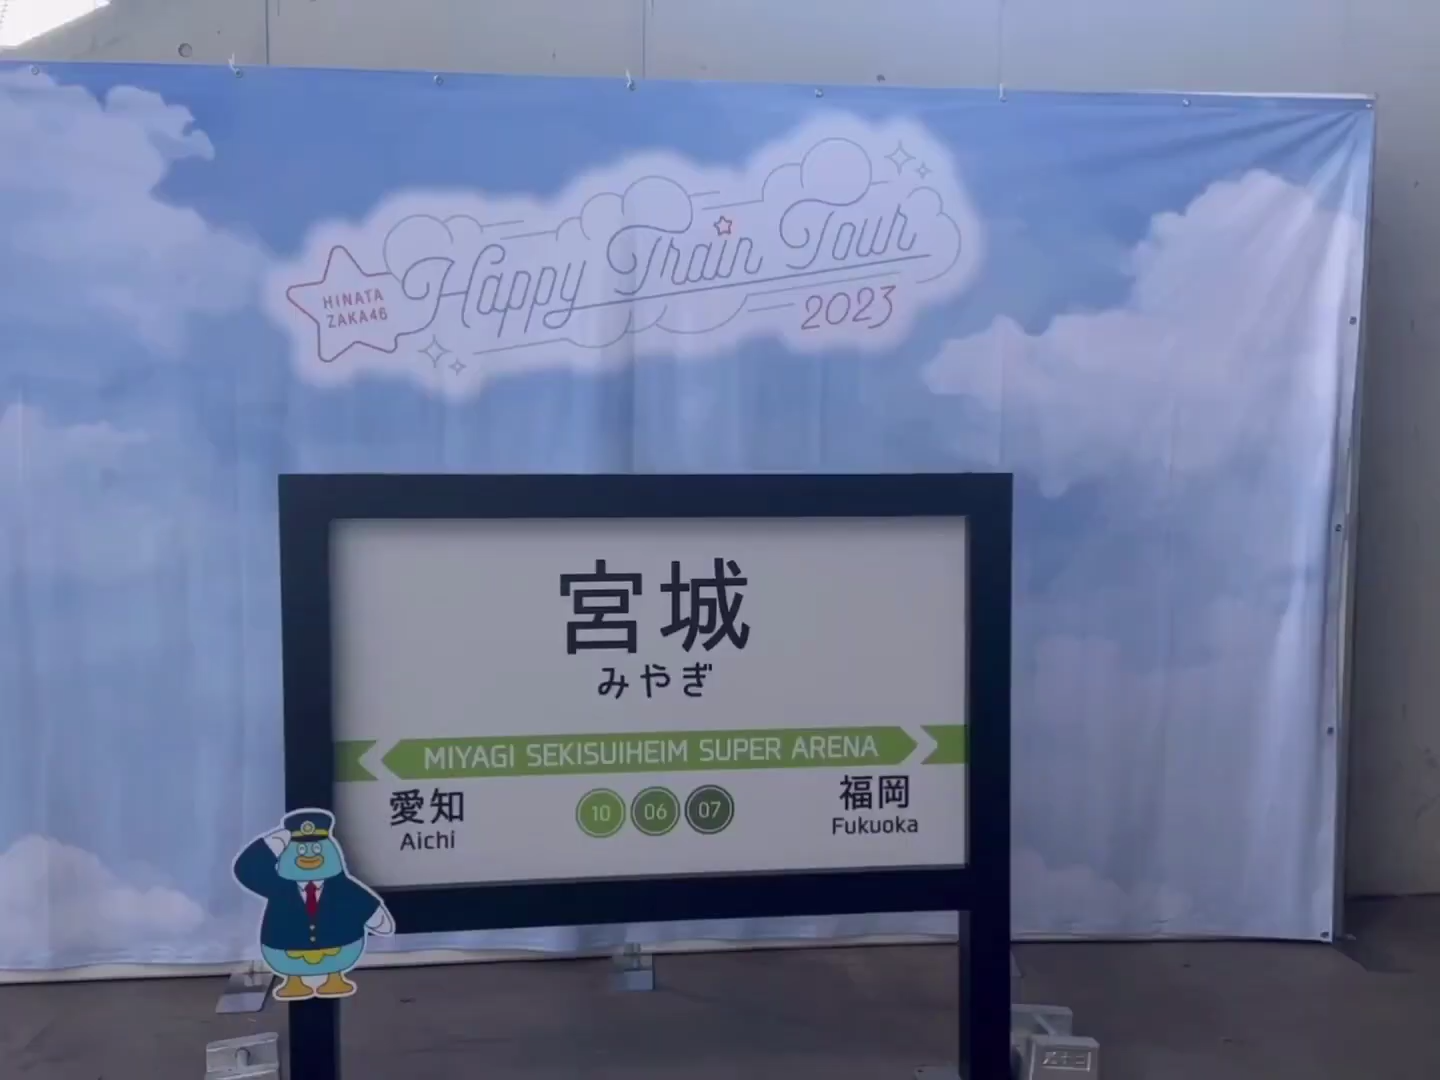 HINATA
ZAKA46
Happy Train Tour
2023
宮城
みやぎ
MIYAGI SEKISUIHEIM SUPER ARENA
愛知
Aichi
10 06 07
福岡
Fukuoka